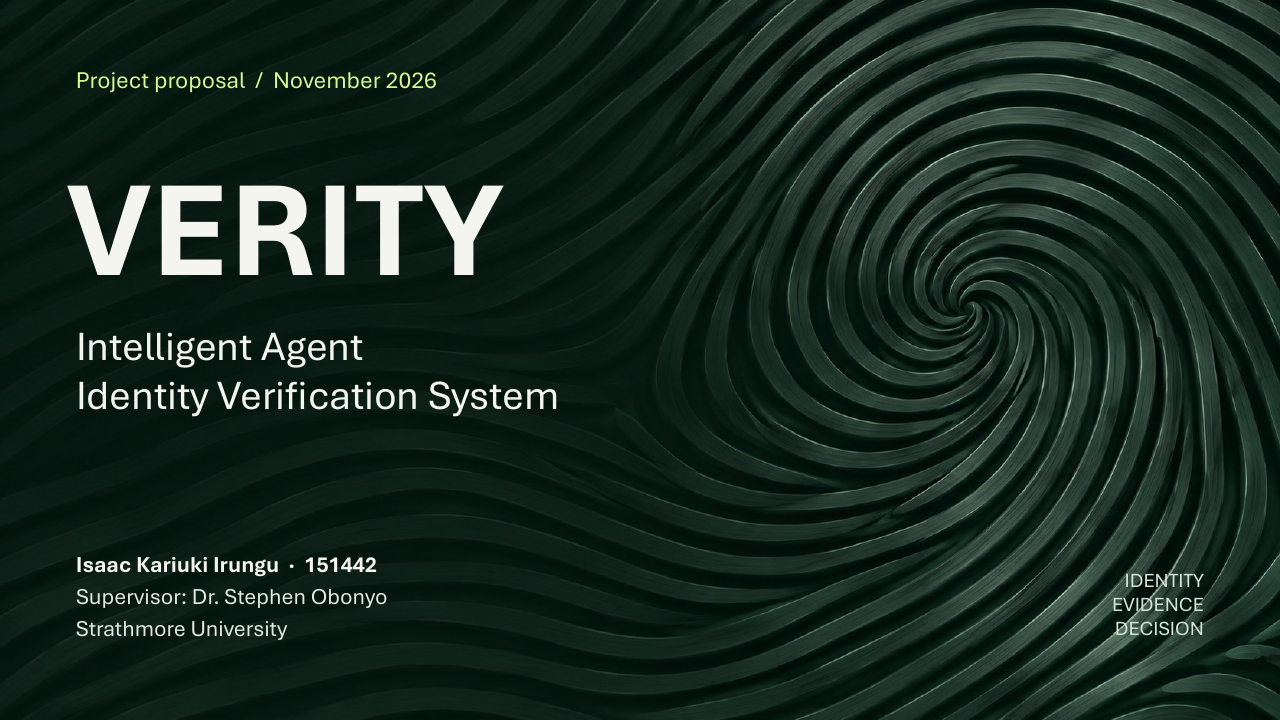 Project proposal / November 2026
VERITY
Intelligent Agent
Identity Verification System
Isaac Kariuki Irungu · 151442
Supervisor: Dr. Stephen Obonyo
Strathmore University
IDENTITY
EVIDENCE
DECISION